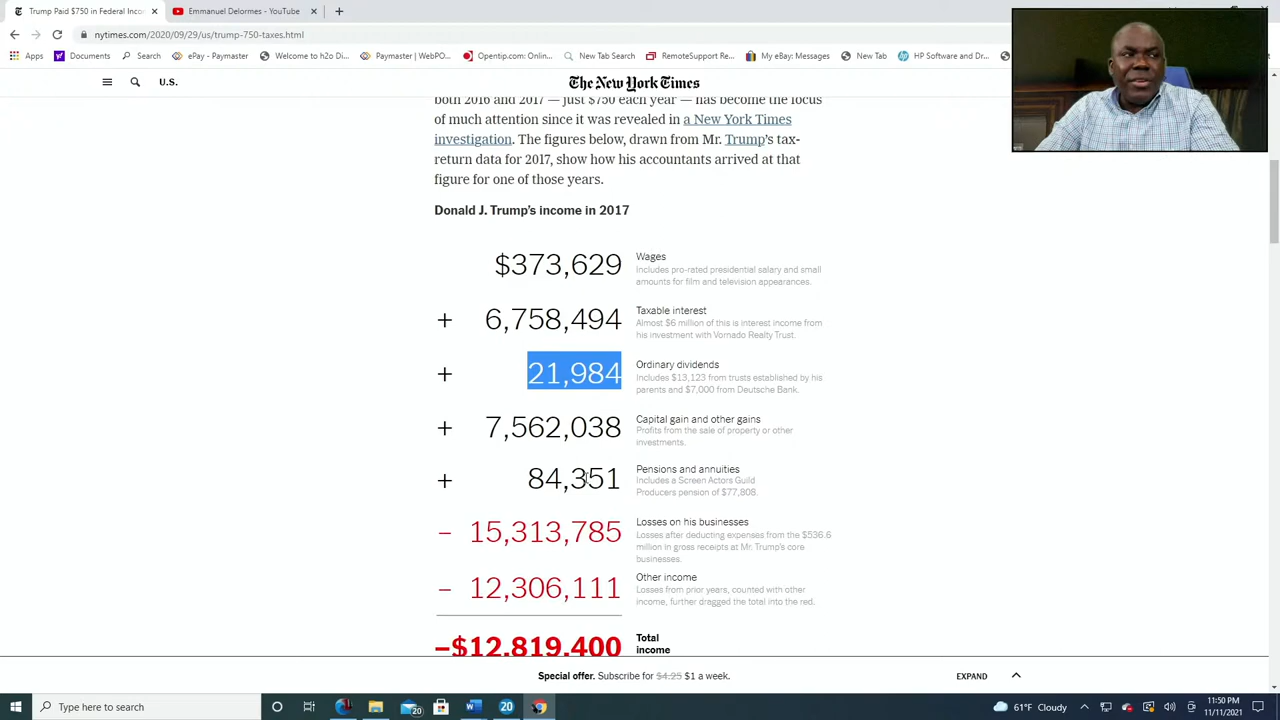 Trump Paid $750 in Federal Incom
Emmanuel Delormes - YouTube
nytimes.com/2020/09/29/us/trump-750-taxes.html
Apps
Documents
Search
ePay - Paymaster
Welcome to h2o Di...
Paymaster | WebPO...
Opentip.com: Onlin...
New Tab Search
RemoteSupport Re...
My eBay: Messages
New Tab
HP Software and Dr...
U.S.
The New York Times
both 2016 and 2017 — just $750 each year — has become the focus
of much attention since it was revealed in a New York Times
investigation. The figures below, drawn from Mr. Trump's tax-
return data for 2017, show how his accountants arrived at that
figure for one of those years.
Donald J. Trump's income in 2017
$373,629
Wages
Includes pro-rated presidential salary and small
amounts for film and television appearances.
+ 6,758,494
Taxable interest
Almost $6 million of this is interest income from
his investment with Vornado Realty Trust.
+ 21,984
Ordinary dividends
Includes $13,123 from trusts established by his
parents and $7,000 from Deutsche Bank.
+ 7,562,038
Capital gain and other gains
Profits from the sale of property or other
investments.
+ 84,351
Pensions and annuities
Includes a Screen Actors Guild
Producers pension of $77,808.
– 15,313,785
Losses on his businesses
Losses after deducting expenses from the $536.6
million in gross receipts at Mr. Trump's core
businesses.
– 12,306,111
Other income
Losses from prior years, counted with other
income, further dragged the total into the red.
–$12,819,400
Total
income
Special offer. Subscribe for $4.25 $1 a week.
EXPAND
Type here to search
20
20
61°F Cloudy
11:50 PM
11/11/2021